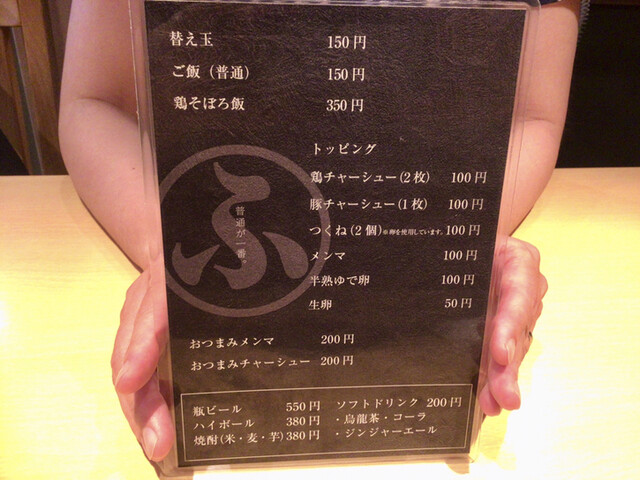 替え玉 150円
ご飯（普通） 150円
鶏そぼろ飯 350円
トッピング
鶏チャーシュー(2枚) 100円
豚チャーシュー(1枚) 100円
つくね(2個)※卵を使用しています。100円
メンマ 100円
半熟ゆで卵 100円
生卵 50円
ふ
普通が一番。
おつまみメンマ 200円
おつまみチャーシュー 200円
瓶ビール 550円
ハイボール 380円
焼酎(米・麦・芋)380円
ソフトドリンク 200円
・烏龍茶・コーラ
・ジンジャーエール